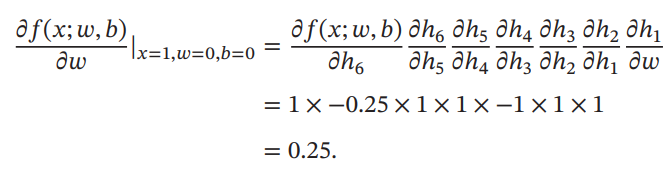 ∂f(x; w, b)/∂w |x=1,w=0,b=0 = ∂f(x; w, b)/∂h₆ ∂h₆/∂h₅ ∂h₅/∂h₄ ∂h₄/∂h₃ ∂h₃/∂h₂ ∂h₂/∂h₁ ∂h₁/∂w
= 1 × −0.25 × 1 × 1 × −1 × 1 × 1
= 0.25.